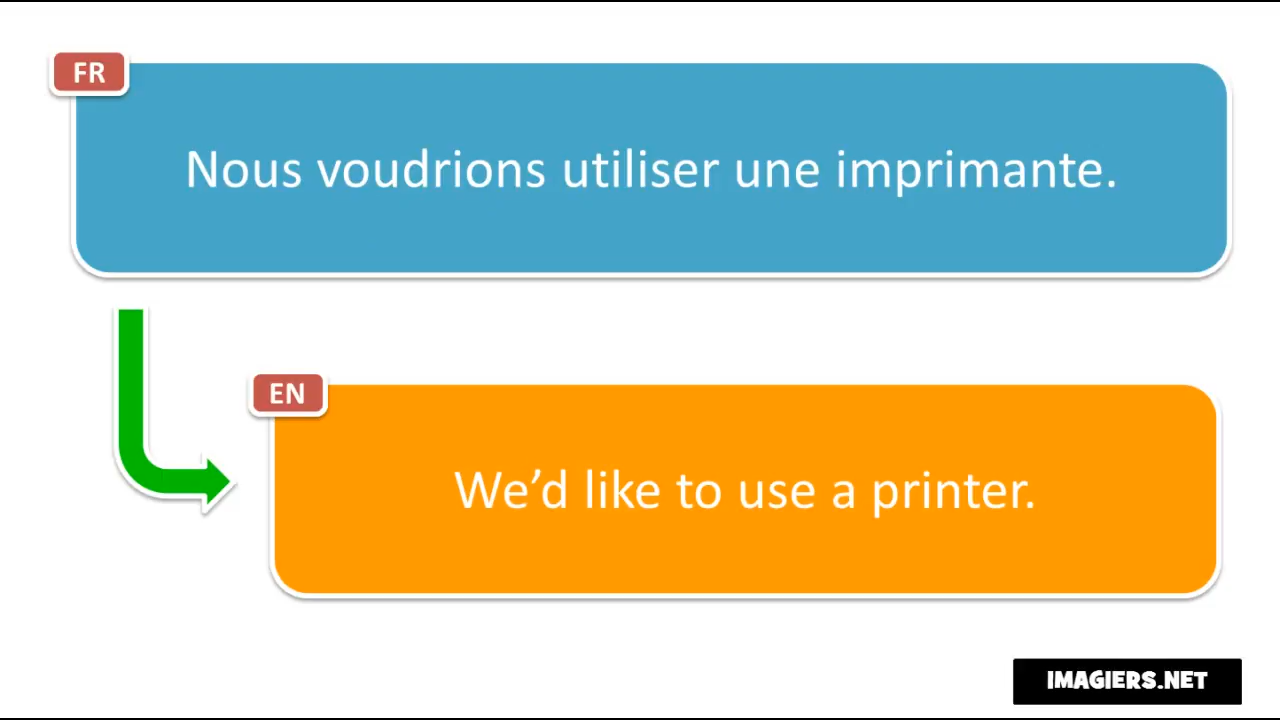 FR
Nous voudrions utiliser une imprimante.
EN
We’d like to use a printer.
IMAGIERS.NET